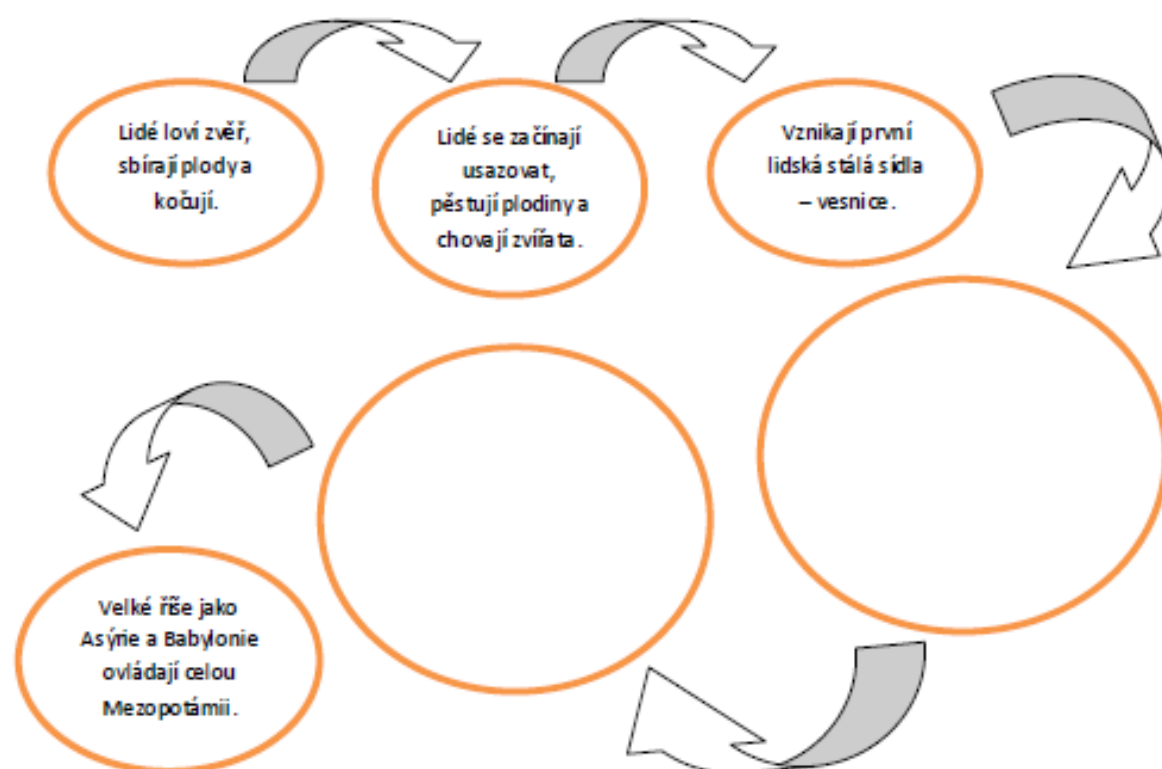 Lidé loví zvěř,
sbírají plody a
kočují.
Lidé se začínají
usazovat,
pěstují plodiny a
chovají zvířata.
Vznikají první
lidská stálá sídla
– vesnice.
Velké říše jako
Asýrie a Babylonie
ovládají celou
Mezopotámii.